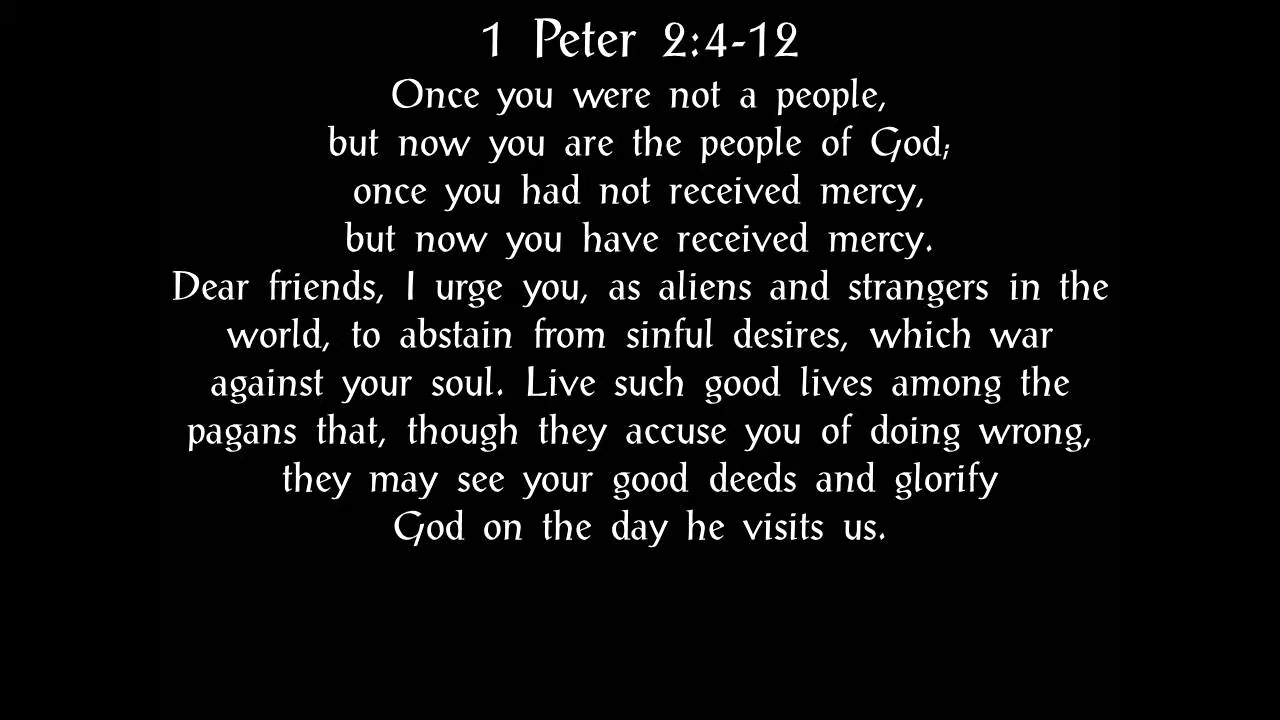 1 Peter 2:4-12
Once you were not a people,
but now you are the people of God;
once you had not received mercy,
but now you have received mercy.
Dear friends, I urge you, as aliens and strangers in the
world, to abstain from sinful desires, which war
against your soul. Live such good lives among the
pagans that, though they accuse you of doing wrong,
they may see your good deeds and glorify
God on the day he visits us.